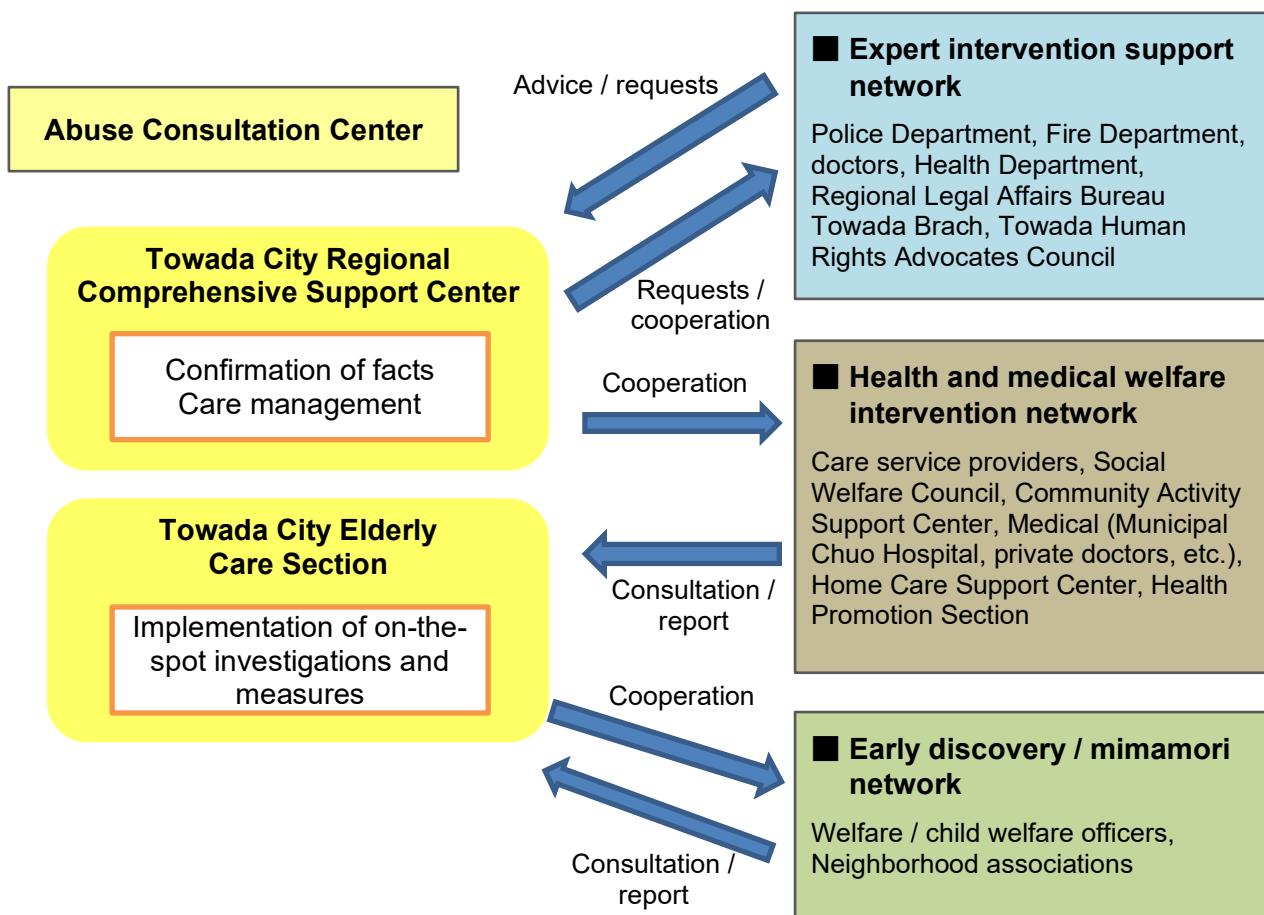 Abuse Consultation Center
Towada City Regional
Comprehensive Support Center
Confirmation of facts
Care management
Towada City Elderly
Care Section
Implementation of on-the-
spot investigations and
measures
Advice / requests
Requests /
cooperation
Cooperation
Consultation /
report
Cooperation
Consultation /
report
■ Expert intervention support
network
Police Department, Fire Department,
doctors, Health Department,
Regional Legal Affairs Bureau
Towada Brach, Towada Human
Rights Advocates Council
■ Health and medical welfare
intervention network
Care service providers, Social
Welfare Council, Community Activity
Support Center, Medical (Municipal
Chuo Hospital, private doctors, etc.),
Home Care Support Center, Health
Promotion Section
■ Early discovery / mimamori
network
Welfare / child welfare officers,
Neighborhood associations